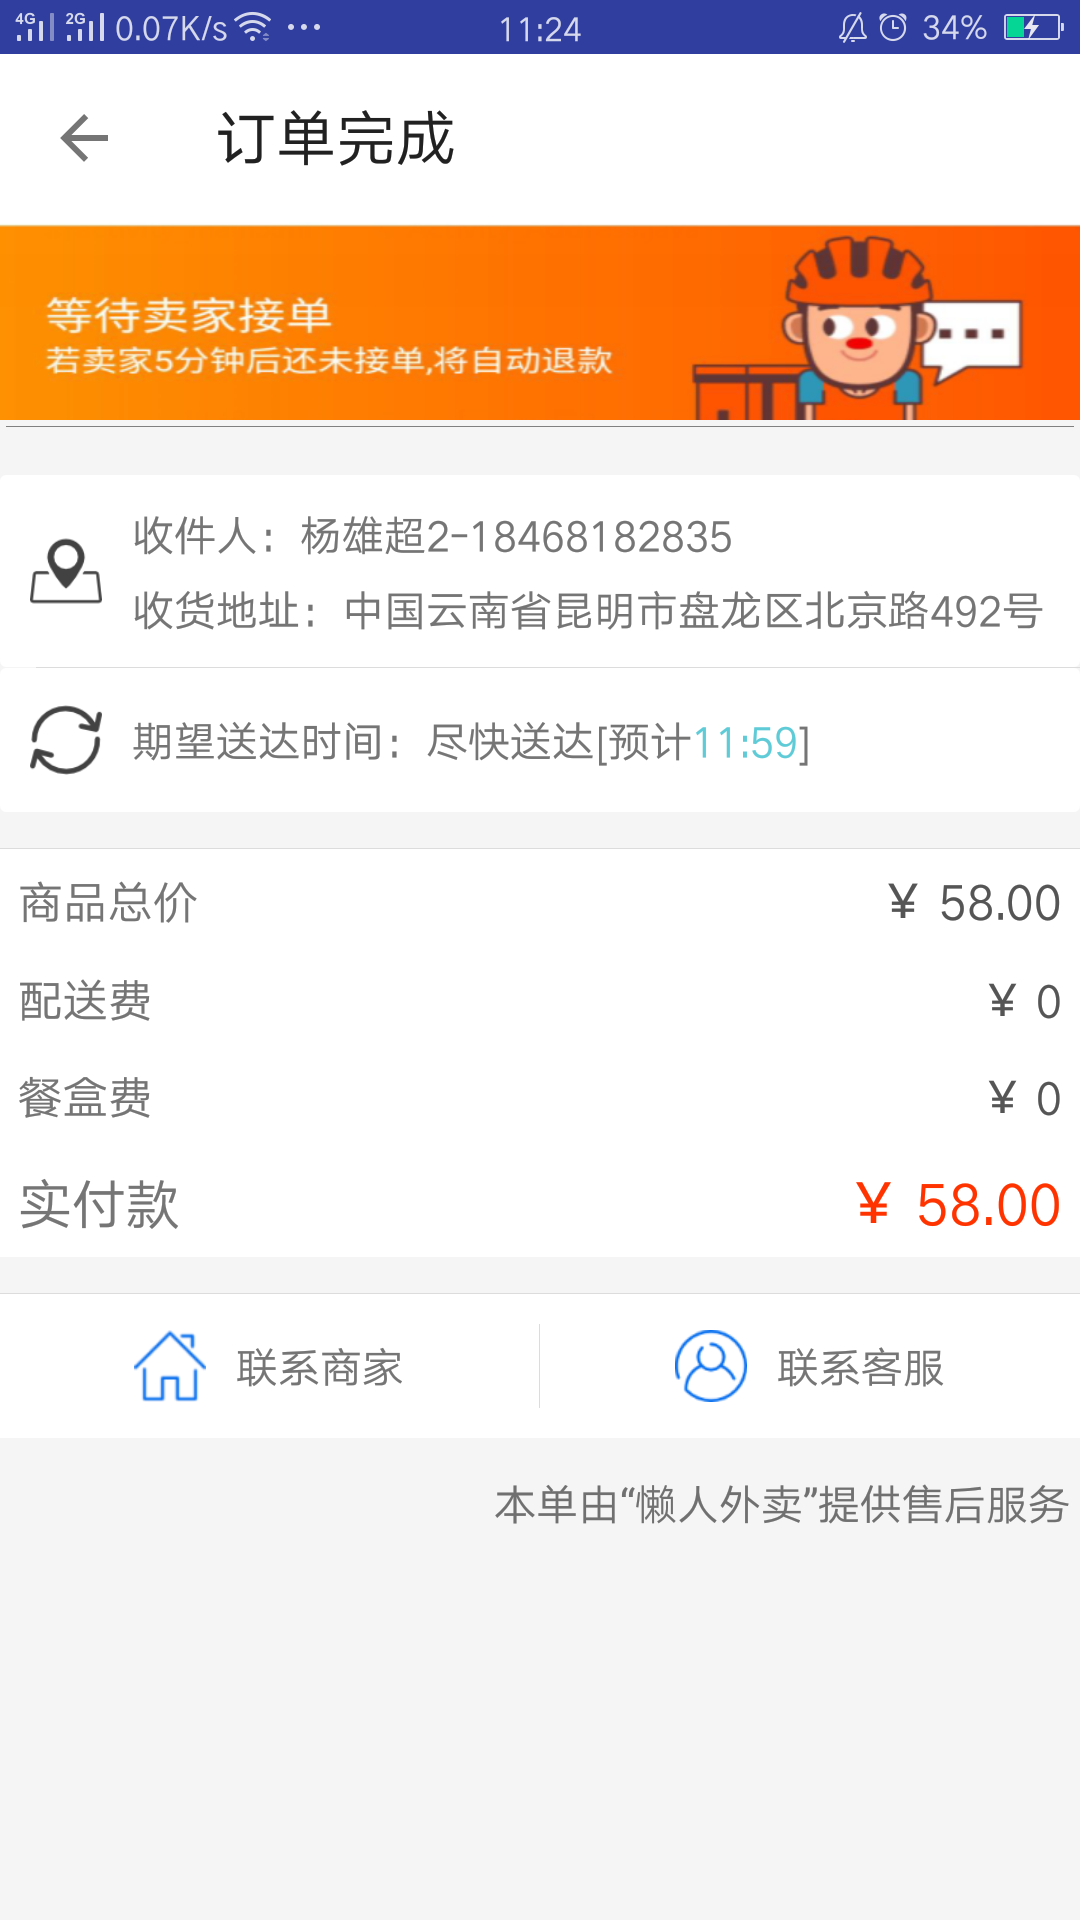 4G 2G 0.07K/s ··· 11:24 34%
订单完成
等待卖家接单
若卖家5分钟后还未接单,将自动退款
收件人：杨雄超2-18468182835
收货地址：中国云南省昆明市盘龙区北京路492号
期望送达时间：尽快送达[预计11:59]
商品总价 ¥ 58.00
配送费 ¥ 0
餐盒费 ¥ 0
实付款 ¥ 58.00
联系商家 联系客服
本单由“懒人外卖”提供售后服务